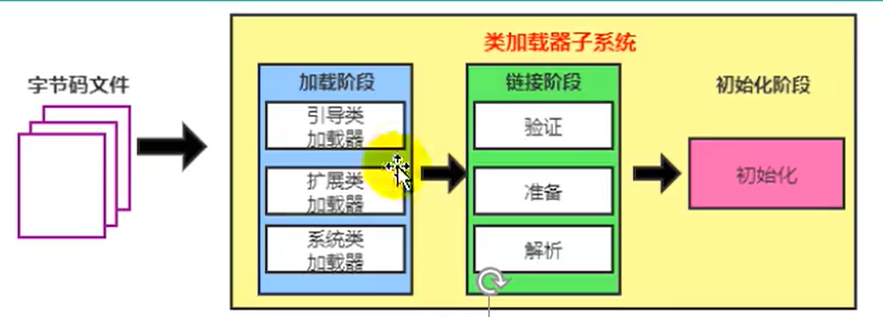 类加载器子系统
字节码文件
加载阶段
引导类
加载器
扩展类
加载器
系统类
加载器
链接阶段
验证
准备
解析
初始化阶段
初始化